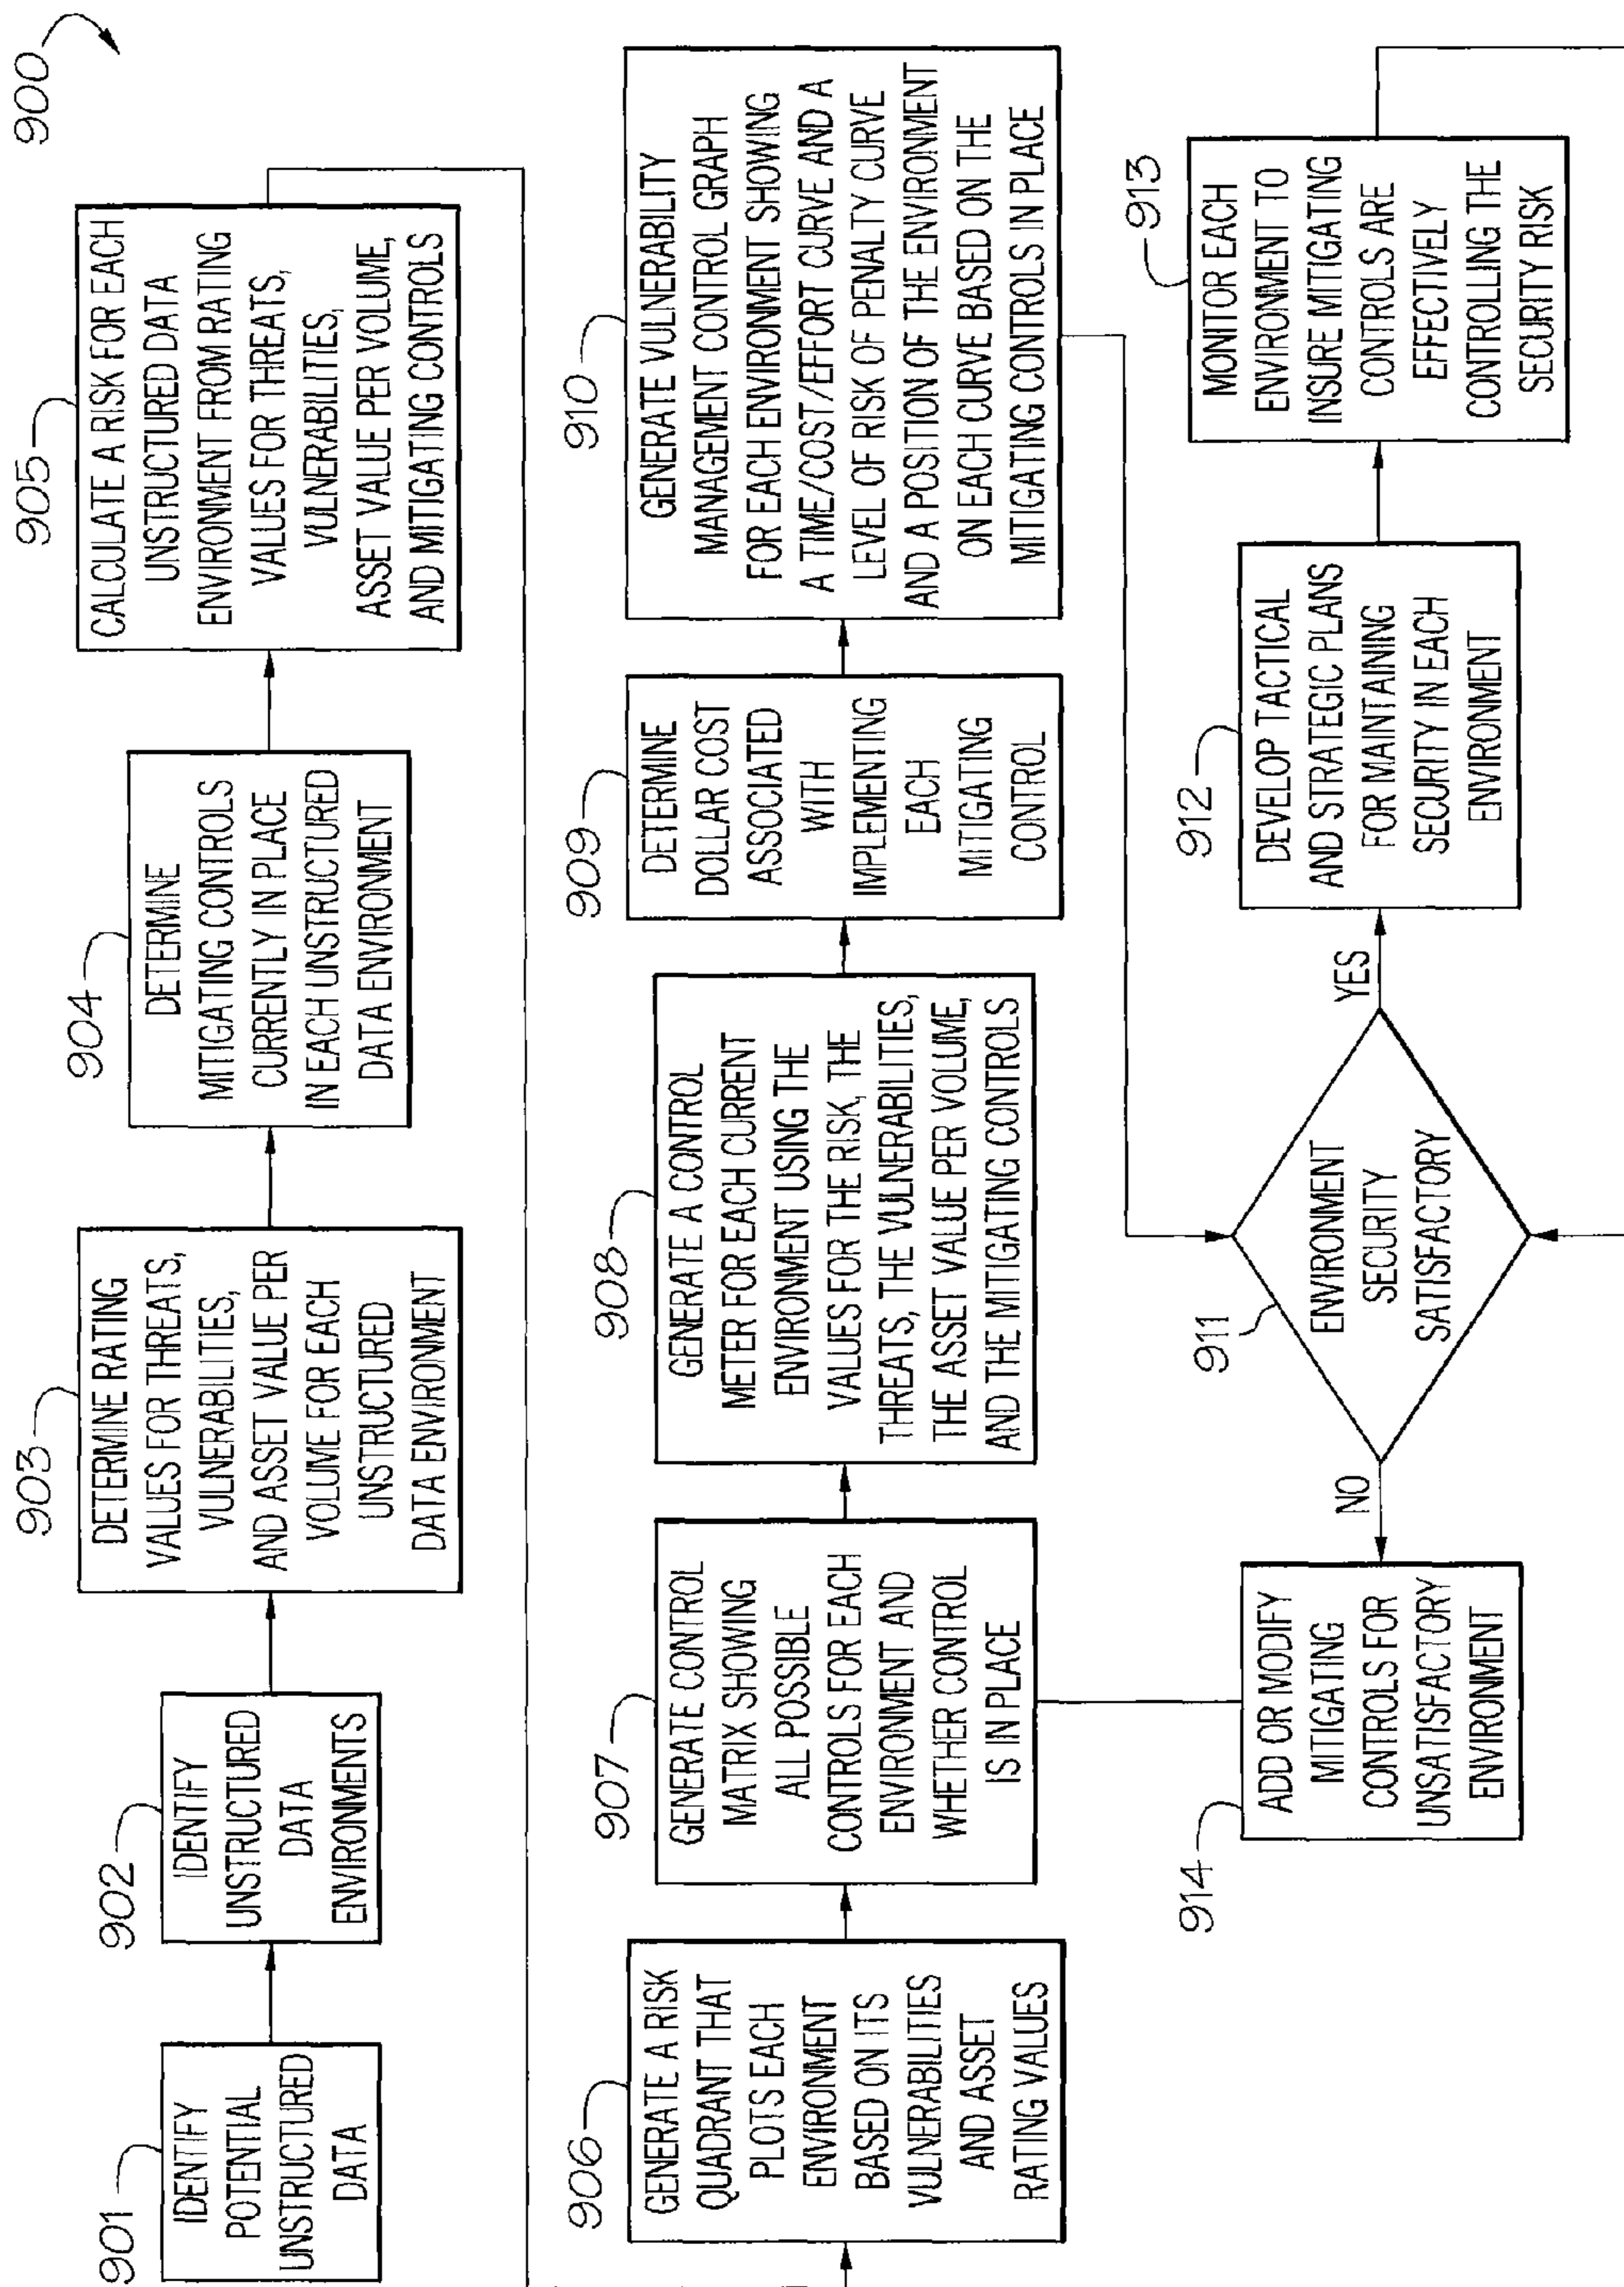 900
901
IDENTIFY
POTENTIAL
UNSTRUCTURED
DATA
902
IDENTIFY
UNSTRUCTURED
DATA
ENVIRONMENTS
903
DETERMINE RATING
VALUES FOR THREATS,
VULNERABILITIES,
AND ASSET VALUE PER
VOLUME FOR EACH
UNSTRUCTURED
DATA ENVIRONMENT
904
DETERMINE
MITIGATING CONTROLS
CURRENTLY IN PLACE
IN EACH UNSTRUCTURED
DATA ENVIRONMENT
905
CALCULATE A RISK FOR EACH
UNSTRUCTURED DATA
ENVIRONMENT FROM RATING
VALUES FOR THREATS,
VULNERABILITIES,
ASSET VALUE PER VOLUME,
AND MITIGATING CONTROLS
906
GENERATE A RISK
QUADRANT THAT
PLOTS EACH
ENVIRONMENT
BASED ON ITS
VULNERABILITIES
AND ASSET
RATING VALUES
907
GENERATE CONTROL
MATRIX SHOWING
ALL POSSIBLE
CONTROLS FOR EACH
ENVIRONMENT AND
WHETHER CONTROL
IS IN PLACE
908
GENERATE A CONTROL
METER FOR EACH CURRENT
ENVIRONMENT USING THE
VALUES FOR THE RISK, THE
THREATS, THE VULNERABILITIES,
THE ASSET VALUE PER VOLUME,
AND THE MITIGATING CONTROLS
909
DETERMINE
DOLLAR COST
ASSOCIATED
WITH
IMPLEMENTING
EACH
MITIGATING
CONTROL
910
GENERATE VULNERABILITY
MANAGEMENT CONTROL GRAPH
FOR EACH ENVIRONMENT SHOWING
A TIME/COST/EFFORT CURVE AND A
LEVEL OF RISK OF PENALTY CURVE
AND A POSITION OF THE ENVIRONMENT
ON EACH CURVE BASED ON THE
MITIGATING CONTROLS IN PLACE
914
ADD OR MODIFY
MITIGATING
CONTROLS FOR
UNSATISFACTORY
ENVIRONMENT
NO
911
ENVIRONMENT
SECURITY
SATISFACTORY
YES
912
DEVELOP TACTICAL
AND STRATEGIC PLANS
FOR MAINTAINING
SECURITY IN EACH
ENVIRONMENT
913
MONITOR EACH
ENVIRONMENT TO
INSURE MITIGATING
CONTROLS ARE
EFFECTIVELY
CONTROLLING THE
SECURITY RISK